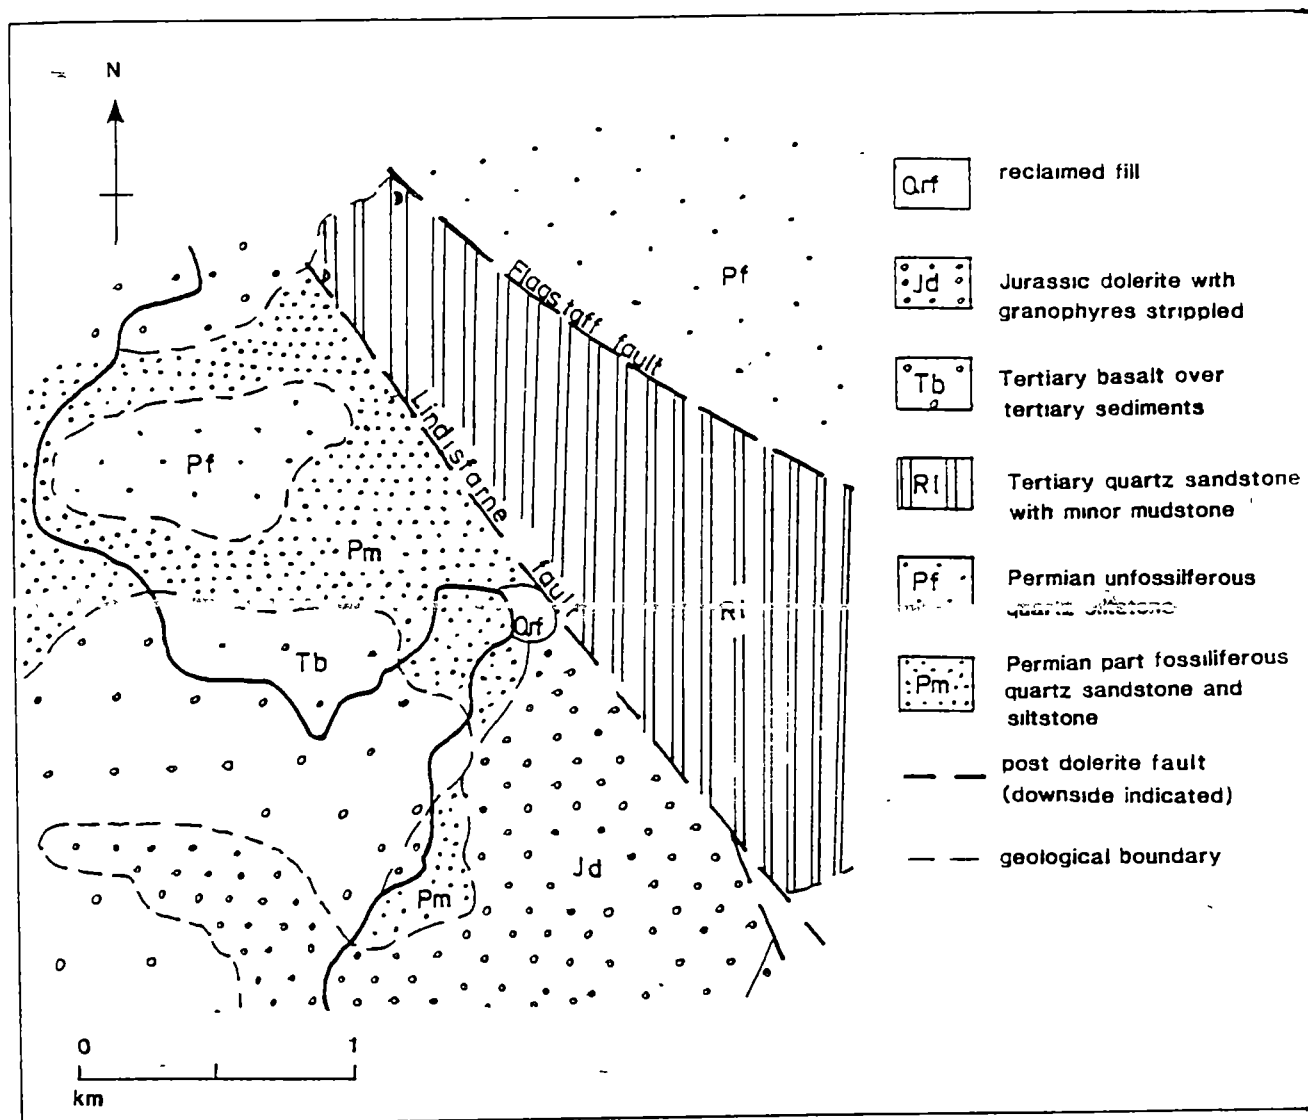 N
Qrf
reclaimed fill
Jd
Jurassic dolerite with
granophyres strippled
Tb
Tertiary basalt over
tertiary sediments
Rl
Tertiary quartz sandstone
with minor mudstone
Pf
Permian unfossilferous
quartz siltstone
Pm
Permian part fossiliferous
quartz sandstone and
siltstone
post dolerite fault
(downside indicated)
geological boundary
Pf
Flagstaff fault
Lindisfarne fault
Pf
Pm
Rl
Qrf
Tb
Jd
Pm
0 1
km